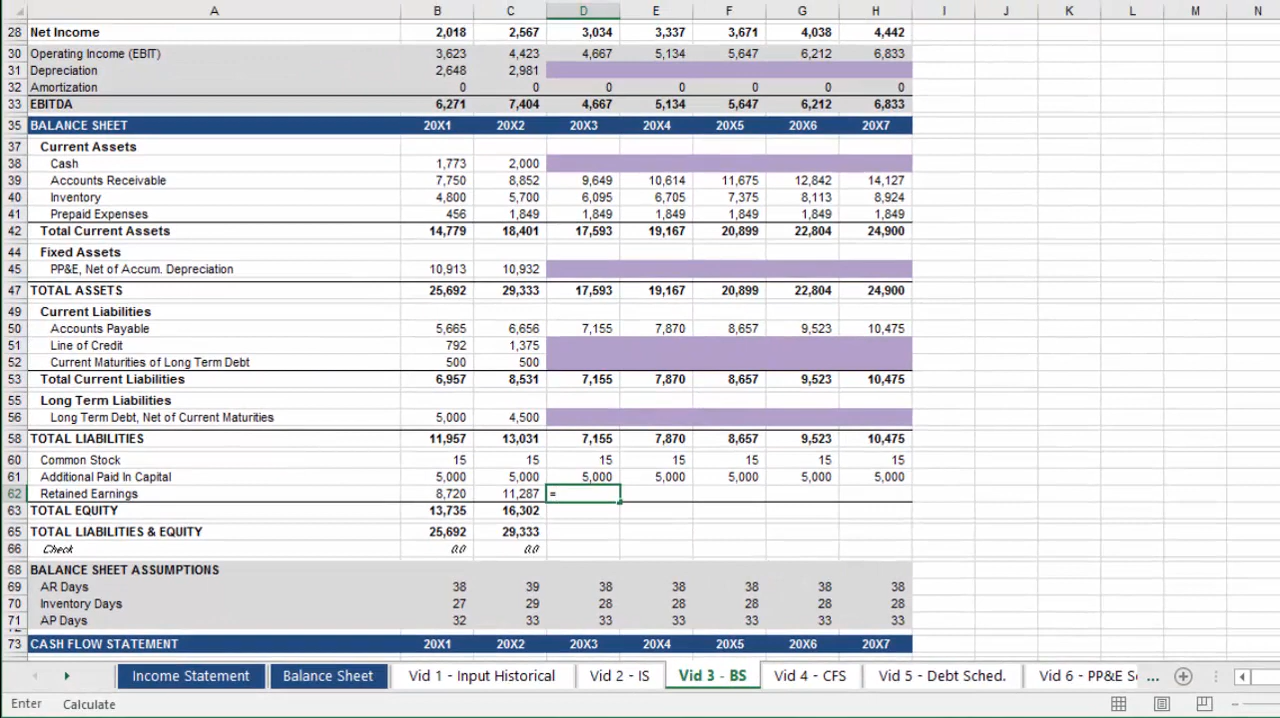 A B C D E F G H I J K L M N
28 Net Income 2,018 2,567 3,034 3,337 3,671 4,038 4,442
30 Operating Income (EBIT) 3,623 4,423 4,667 5,134 5,647 6,212 6,833
31 Depreciation 2,648 2,981
32 Amortization 0 0 0 0 0 0 0
33 EBITDA 6,271 7,404 4,667 5,134 5,647 6,212 6,833
35 BALANCE SHEET 20X1 20X2 20X3 20X4 20X5 20X6 20X7
37 Current Assets
38 Cash 1,773 2,000
39 Accounts Receivable 7,750 8,852 9,649 10,614 11,675 12,842 14,127
40 Inventory 4,800 5,700 6,095 6,705 7,375 8,113 8,924
41 Prepaid Expenses 456 1,849 1,849 1,849 1,849 1,849 1,849
42 Total Current Assets 14,779 18,401 17,593 19,167 20,899 22,804 24,900
44 Fixed Assets
45 PP&E, Net of Accum. Depreciation 10,913 10,932
47 TOTAL ASSETS 25,692 29,333 17,593 19,167 20,899 22,804 24,900
49 Current Liabilities
50 Accounts Payable 5,665 6,656 7,155 7,870 8,657 9,523 10,475
51 Line of Credit 792 1,375
52 Current Maturities of Long Term Debt 500 500
53 Total Current Liabilities 6,957 8,531 7,155 7,870 8,657 9,523 10,475
55 Long Term Liabilities
56 Long Term Debt, Net of Current Maturities 5,000 4,500
58 TOTAL LIABILITIES 11,957 13,031 7,155 7,870 8,657 9,523 10,475
60 Common Stock 15 15 15 15 15 15 15
61 Additional Paid In Capital 5,000 5,000 5,000 5,000 5,000 5,000 5,000
62 Retained Earnings 8,720 11,287 =
63 TOTAL EQUITY 13,735 16,302
65 TOTAL LIABILITIES & EQUITY 25,692 29,333
66 Check 0.0 0.0
68 BALANCE SHEET ASSUMPTIONS
69 AR Days 38 39 38 38 38 38 38
70 Inventory Days 27 29 28 28 28 28 28
71 AP Days 32 33 33 33 33 33 33
73 CASH FLOW STATEMENT 20X1 20X2 20X3 20X4 20X5 20X6 20X7
Income Statement Balance Sheet Vid 1 - Input Historical Vid 2 - IS Vid 3 - BS Vid 4 - CFS Vid 5 - Debt Sched. Vid 6 - PP&E Sc ...
Enter Calculate